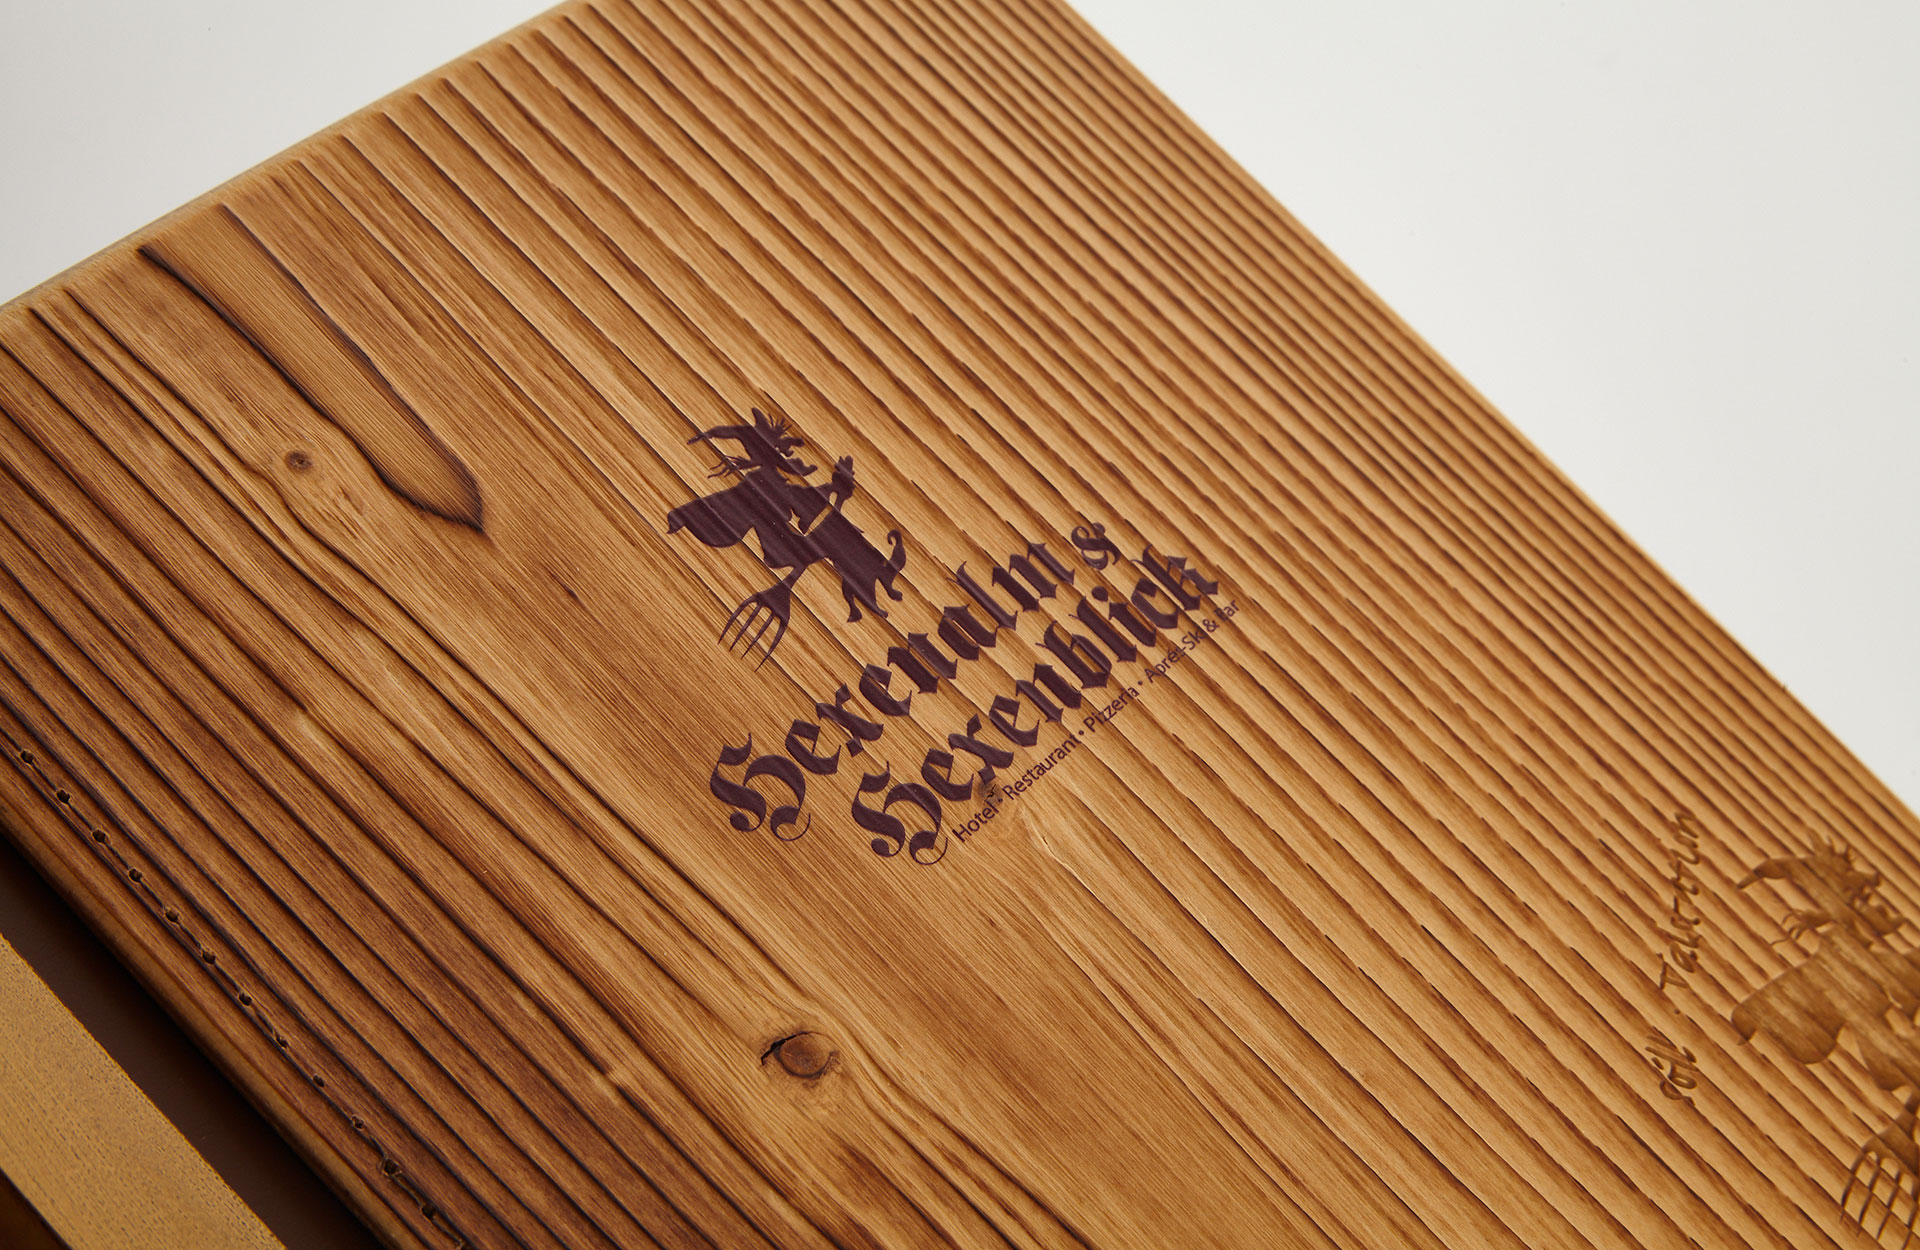 Hexenalm &
Hexenblick
Hotel • Restaurant • Pizzeria • Après-Ski & Bar